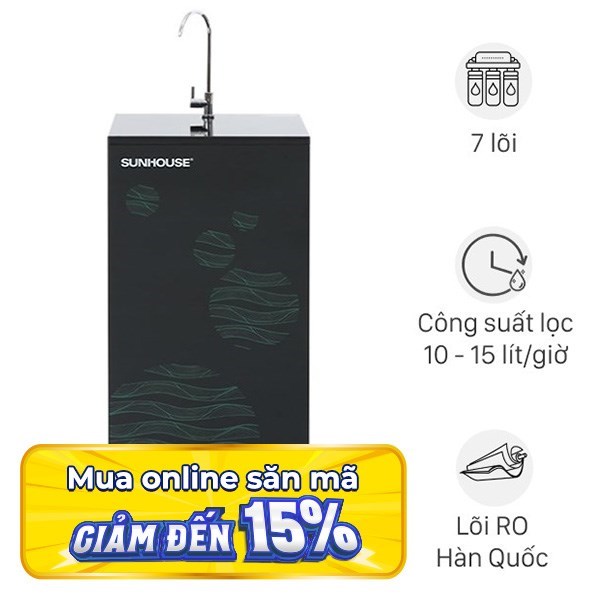 SUNHOUSE®
7 lõi
Công suất lọc
10 - 15 lít/giờ
Lõi RO
Hàn Quốc
Mua online săn mã
GIẢM ĐẾN 15%